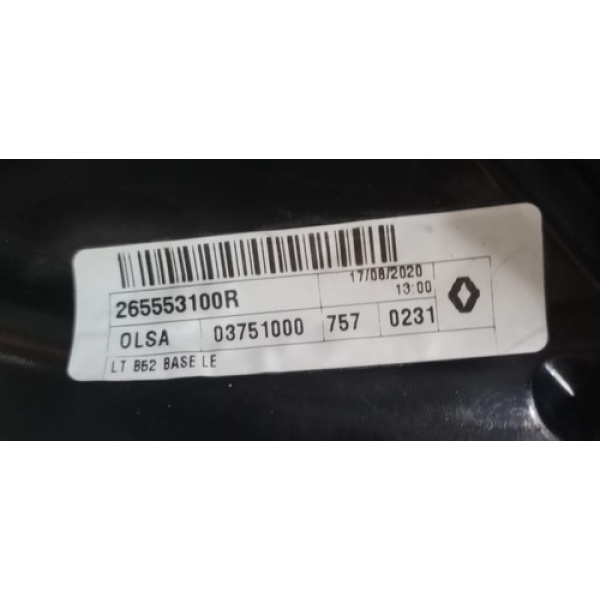 17/08/2020
265553100R 13:00
OLSA 03751000 757 0231
LT B52 BASE LE